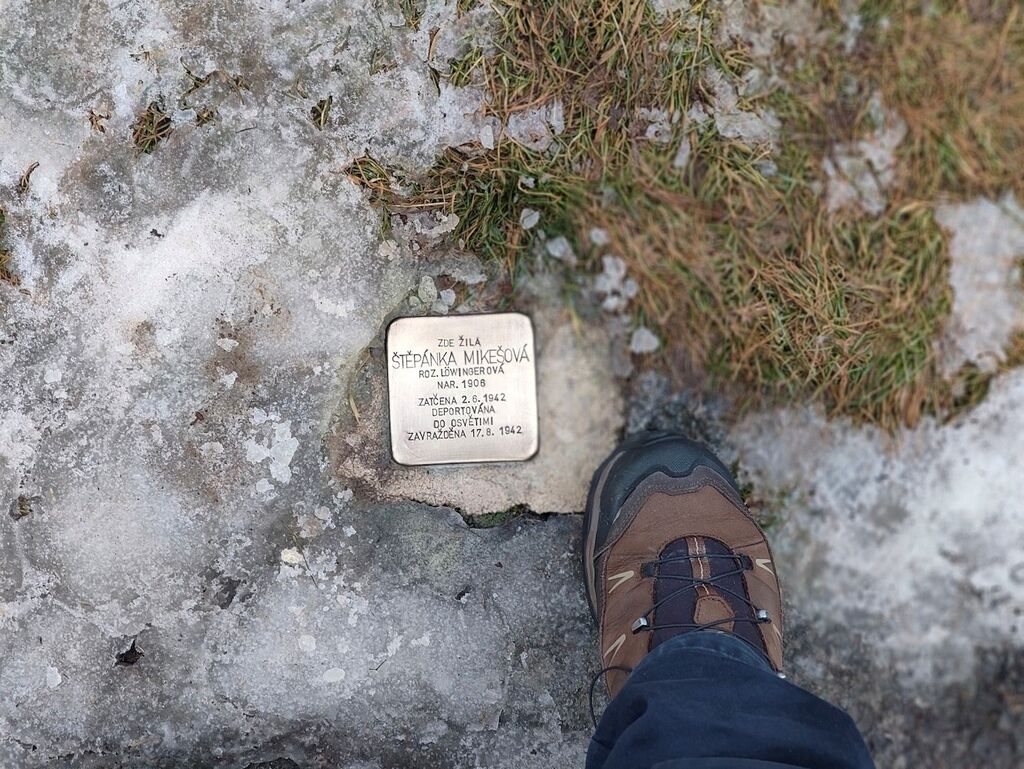 ZDE ŽILA
ŠTĚPÁNKA MIKEŠOVÁ
ROZ. LÖWINGEROVÁ
NAR. 1906
ZATČENA 2. 6. 1942
DEPORTOVÁNA
DO OSVĚTIMI
ZAVRAŽDĚNA 17. 8. 1942